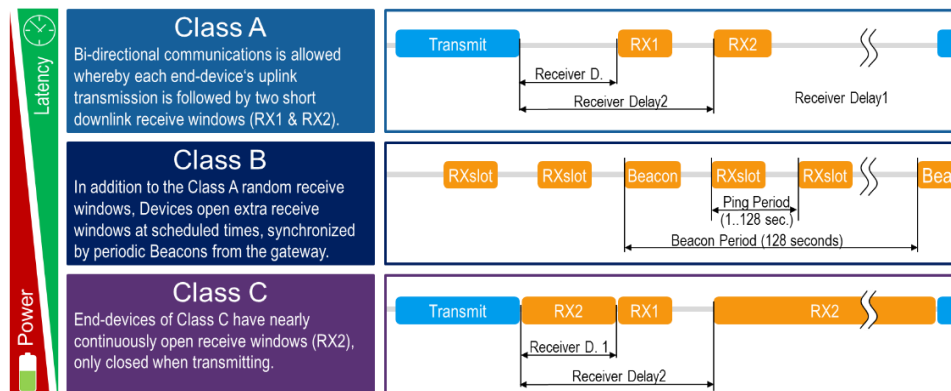 Latency
Power
Class A
Bi-directional communications is allowed
whereby each end-device's uplink
transmission is followed by two short
downlink receive windows (RX1 & RX2).
Transmit
RX1
RX2
Receiver D.
Receiver Delay2
Receiver Delay1
Class B
In addition to the Class A random receive
windows, Devices open extra receive
windows at scheduled times, synchronized
by periodic Beacons from the gateway.
RXslot
RXslot
Beacon
RXslot
RXslot
Bea
Ping Period
(1..128 sec.)
Beacon Period (128 seconds)
Class C
End-devices of Class C have nearly
continuously open receive windows (RX2),
only closed when transmitting.
Transmit
RX2
RX1
RX2
Receiver D. 1
Receiver Delay2